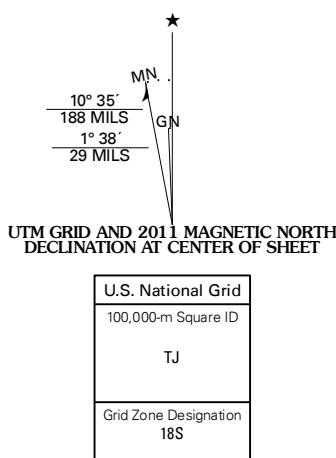 ★
MN
10° 35´
188 MILS
GN
1° 38´
29 MILS
UTM GRID AND 2011 MAGNETIC NORTH
DECLINATION AT CENTER OF SHEET
U.S. National Grid
100,000-m Square ID
TJ
Grid Zone Designation
18S